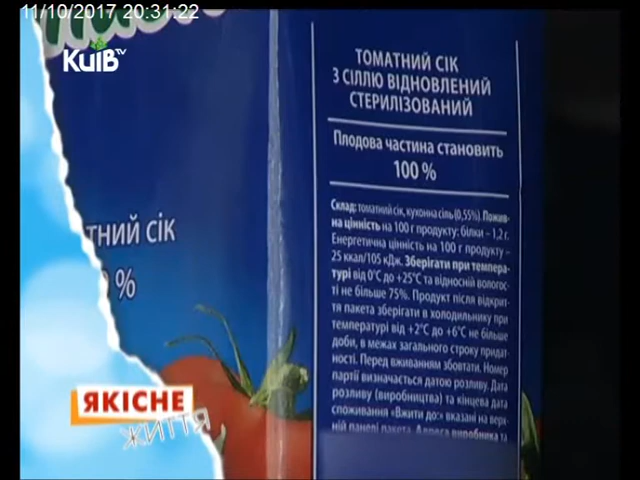 11/10/2017 20:31:22
Київ TV
ТОМАТНИЙ СІК
З СІЛЛЮ ВІДНОВЛЕНИЙ
СТЕРИЛІЗОВАНИЙ
Плодова частина становить
100 %
Склад: томатний сік, кухонна сіль (0,55%). Пожив-
на цінність на 100 г продукту: білки – 1,2 г.
Енергетична цінність на 100 г продукту –
25 ккал/105 кДж. Зберігати при темпера-
турі від 0°С до +25°С та відносній вологос-
ті не більше 75%. Продукт після відкрит-
тя пакета зберігати в холодильнику при
температурі від +2°С до +6°С не більше
доби, в межах загального строку придат-
ності. Перед вживанням збовтати. Номер
партії визначається датою розливу. Дата
розливу (виробництва) та кінцева дата
споживання «Вжити до:» вказані на верх-
ній панелі пакета. Адреса виробника та
тний сік
%
ЯКІСНЕ
ЖИТТЯ